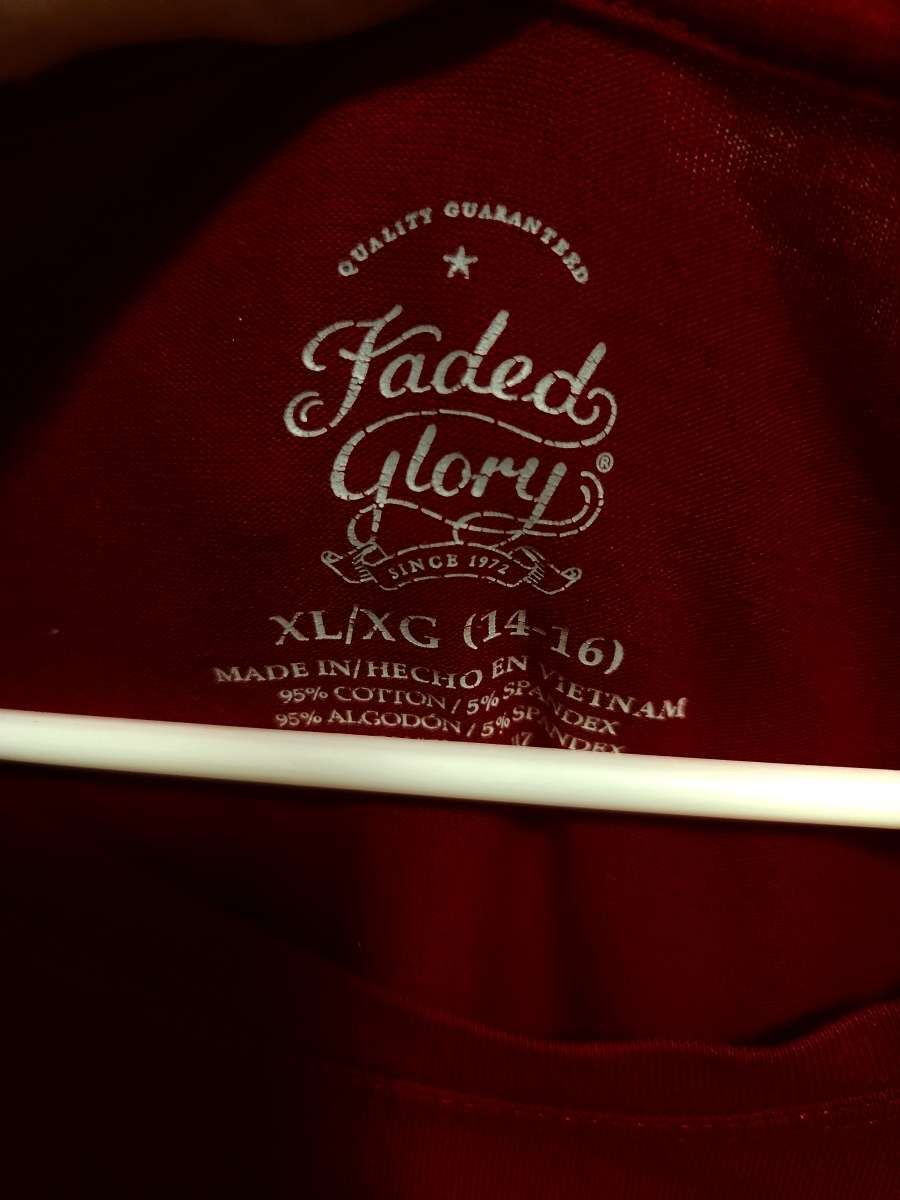 QUALITY GUARANTEED
Faded
Glory®
SINCE 1972
XL/XG (14-16)
MADE IN/HECHO EN VIETNAM
95% COTTON / 5% SPANDEX
95% ALGODÓN / 5% SPANDEX